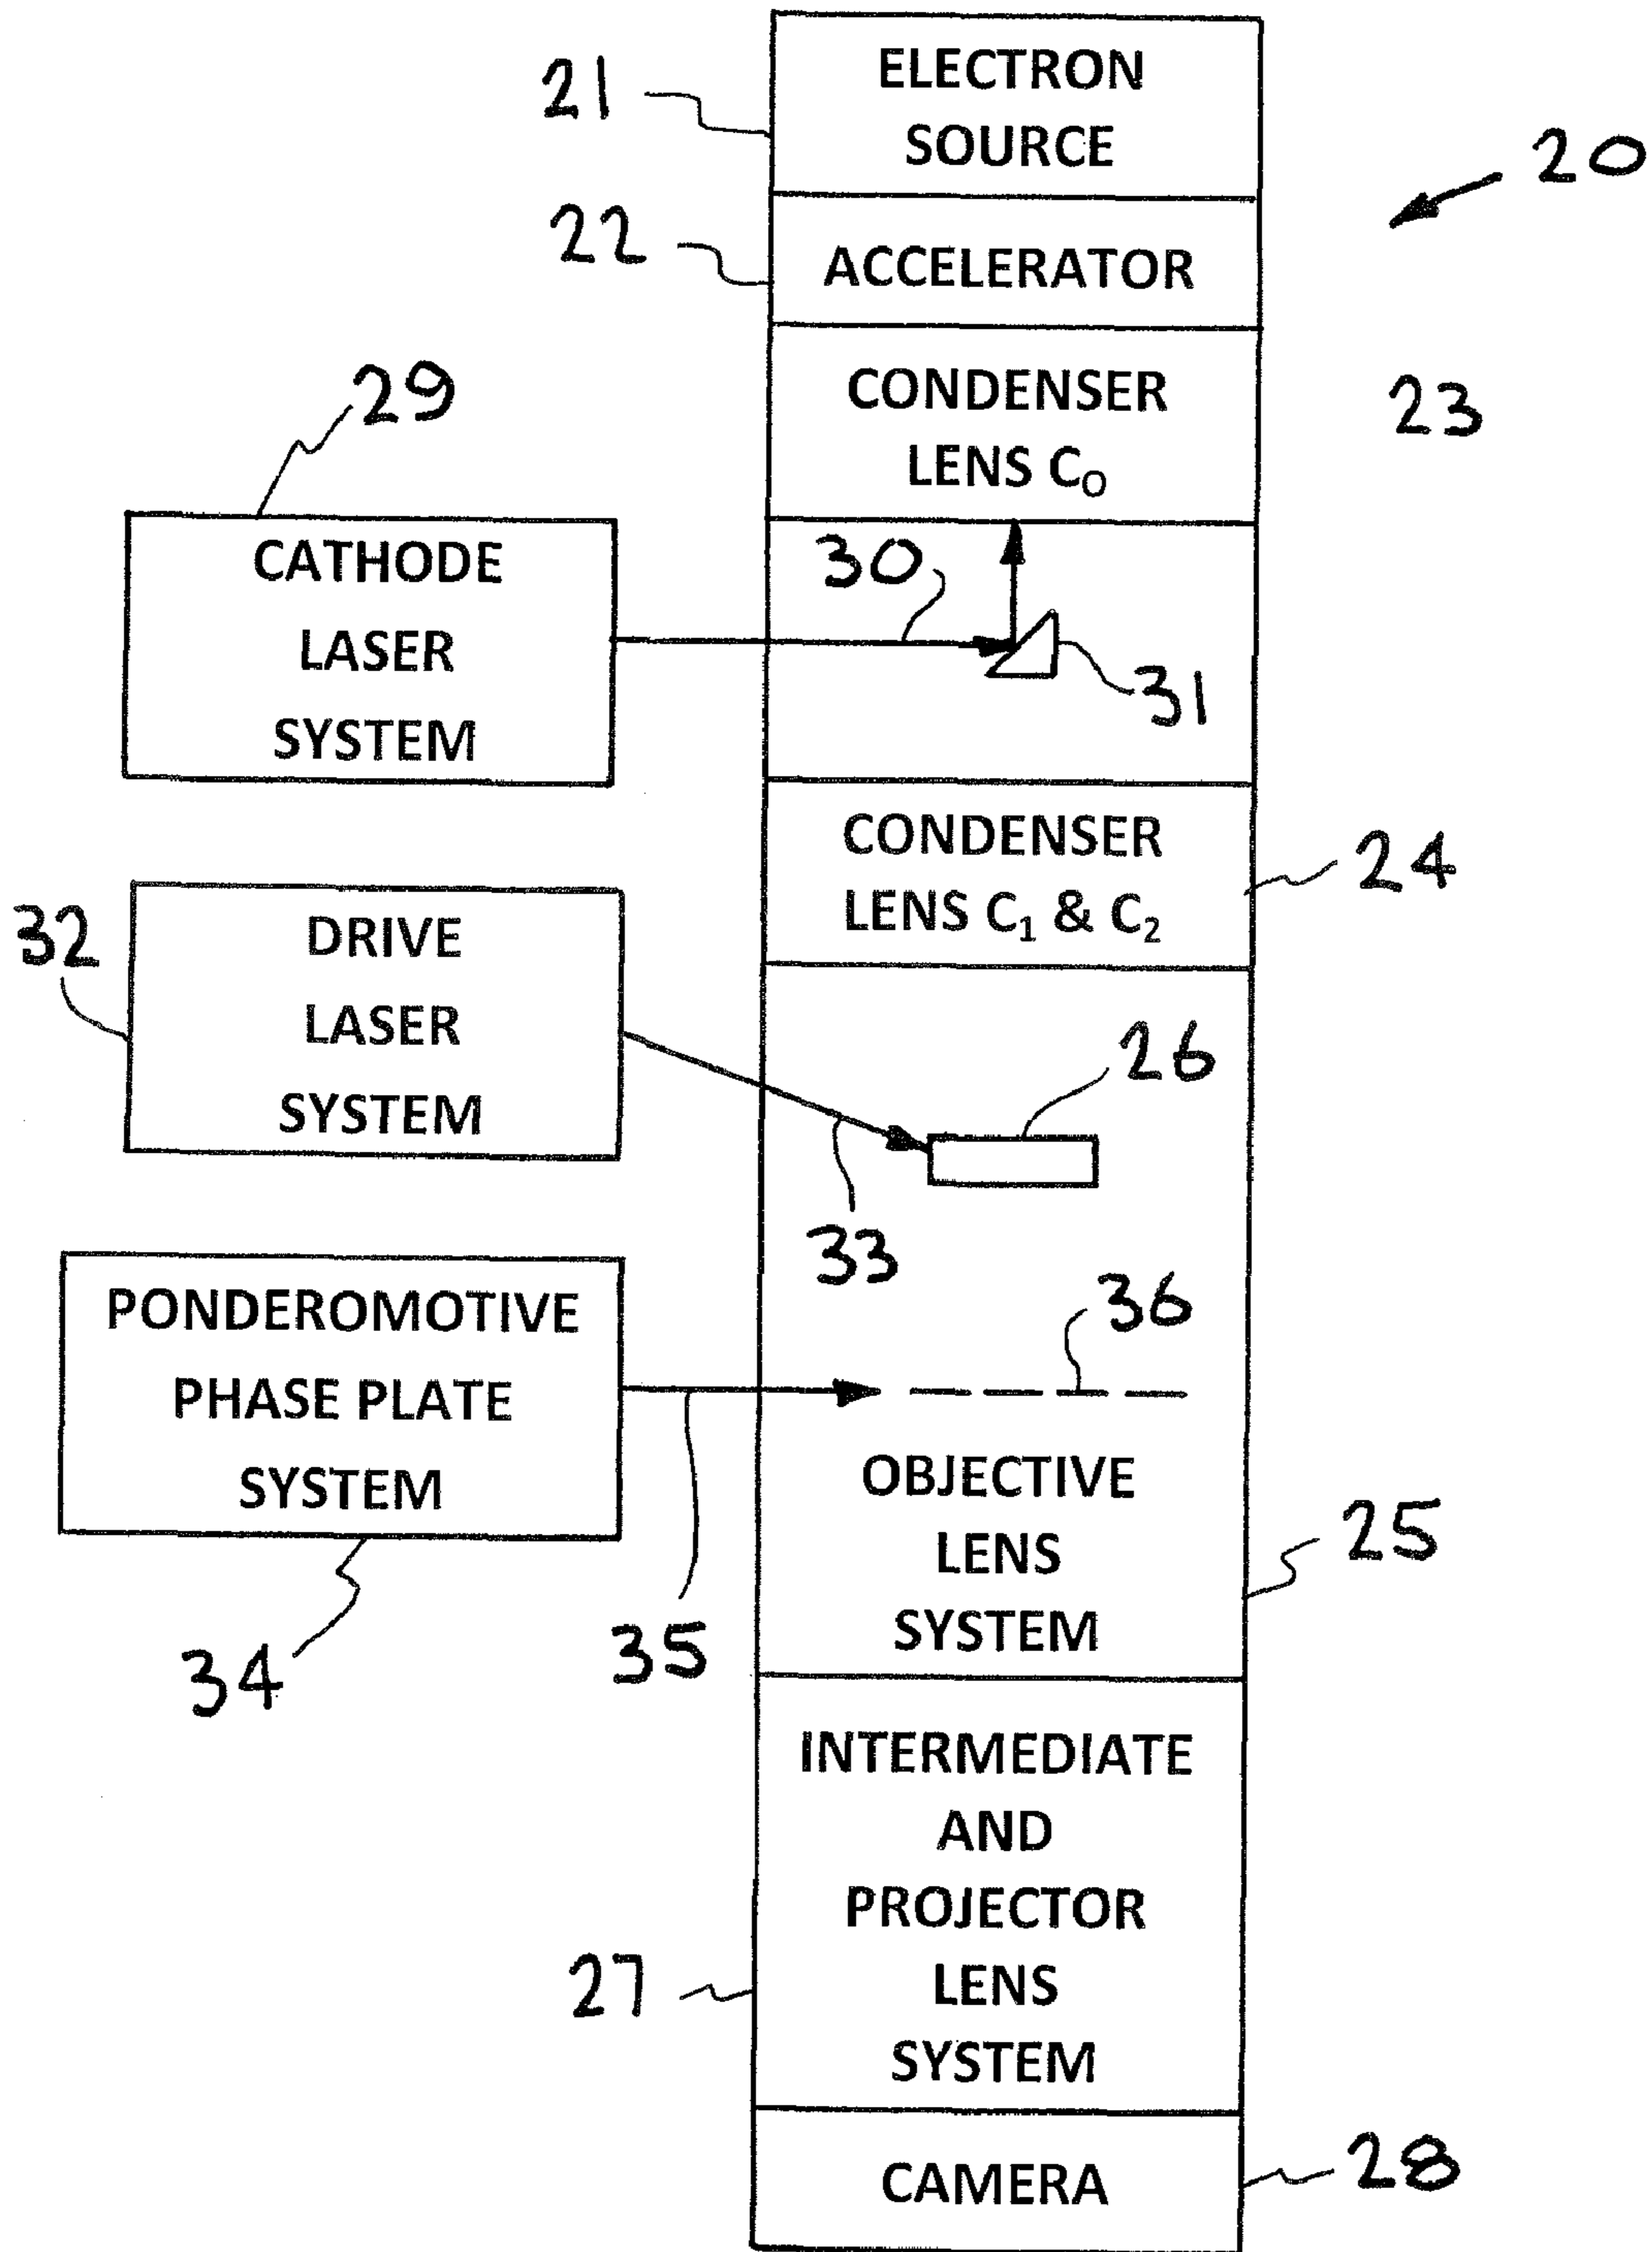 21
ELECTRON
SOURCE
20
22
ACCELERATOR
29
CONDENSER
LENS C₀
23
CATHODE
LASER
SYSTEM
30
31
CONDENSER
LENS C₁ & C₂
24
32
DRIVE
LASER
SYSTEM
26
33
PONDEROMOTIVE
PHASE PLATE
SYSTEM
36
35
34
OBJECTIVE
LENS
SYSTEM
25
INTERMEDIATE
AND
PROJECTOR
LENS
SYSTEM
27
CAMERA
28